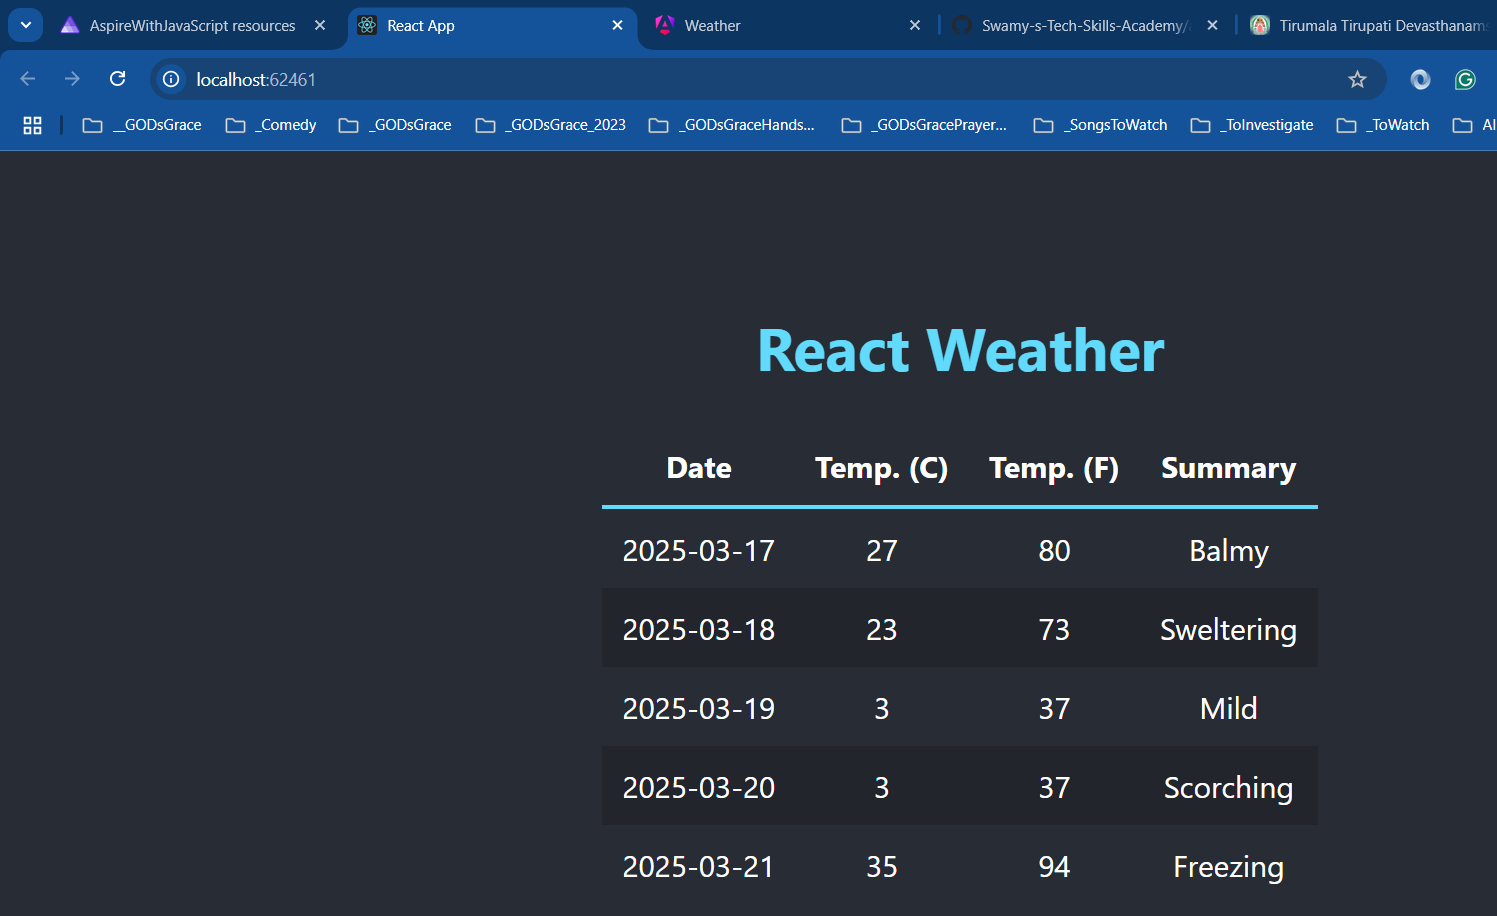 AspireWithJavaScript resources
React App
Weather
Swamy-s-Tech-Skills-Academy/
Tirumala Tirupati Devasthanams
localhost:62461
__GODsGrace
_Comedy
_GODsGrace
_GODsGrace_2023
_GODsGraceHands...
_GODsGracePrayer...
_SongsToWatch
_ToInvestigate
_ToWatch
React Weather
Date Temp. (C) Temp. (F) Summary
2025-03-17 27 80 Balmy
2025-03-18 23 73 Sweltering
2025-03-19 3 37 Mild
2025-03-20 3 37 Scorching
2025-03-21 35 94 Freezing